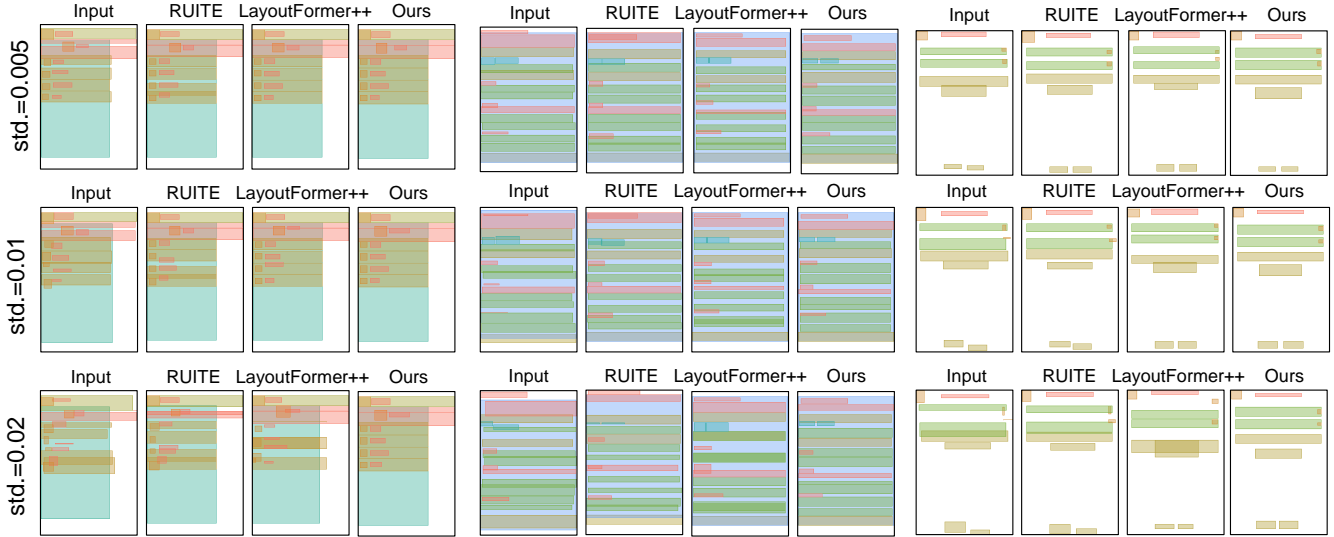 Input RUITE LayoutFormer++ Ours Input RUITE LayoutFormer++ Ours Input RUITE LayoutFormer++ Ours
std.=0.005
Input RUITE LayoutFormer++ Ours Input RUITE LayoutFormer++ Ours Input RUITE LayoutFormer++ Ours
std.=0.01
Input RUITE LayoutFormer++ Ours Input RUITE LayoutFormer++ Ours Input RUITE LayoutFormer++ Ours
std.=0.02